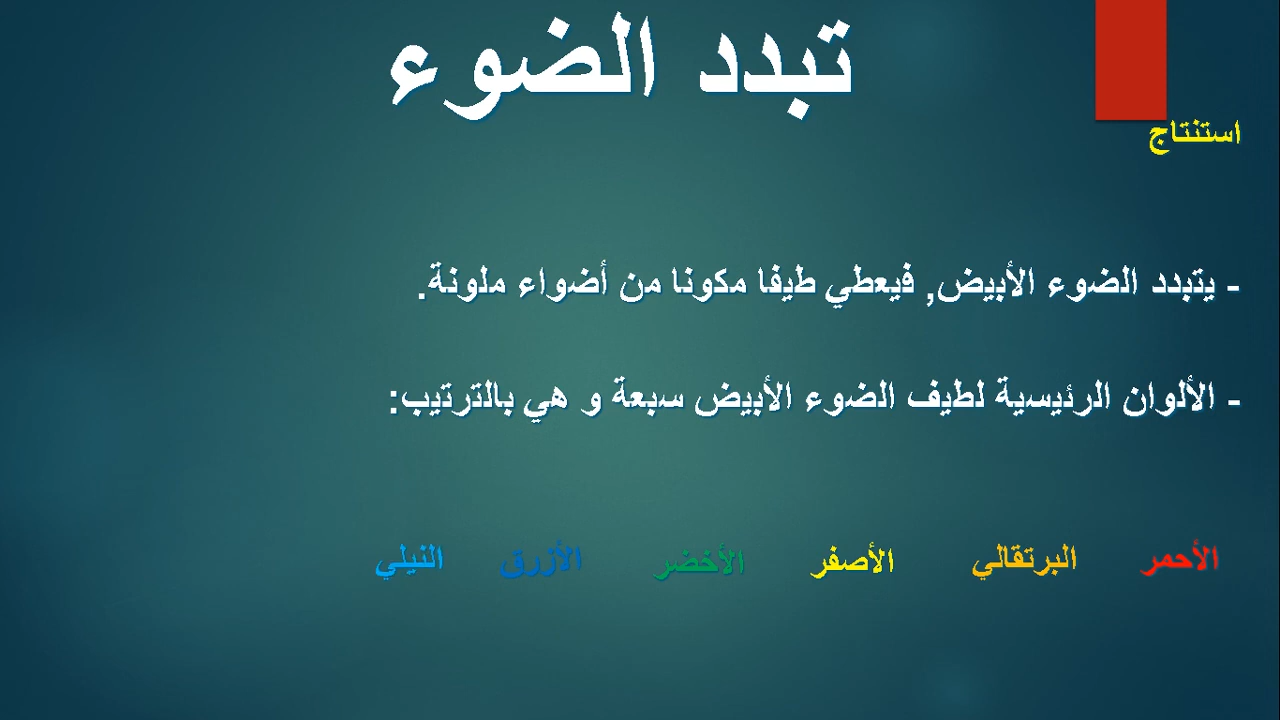 تبدد الضوء
استنتاج
- يتبدد الضوء الأبيض, فيعطي طيفا مكونا من أضواء ملونة.
- الألوان الرئيسية لطيف الضوء الأبيض سبعة و هي بالترتيب:
الأحمر البرتقالي الأصفر الأخضر الأزرق النيلي